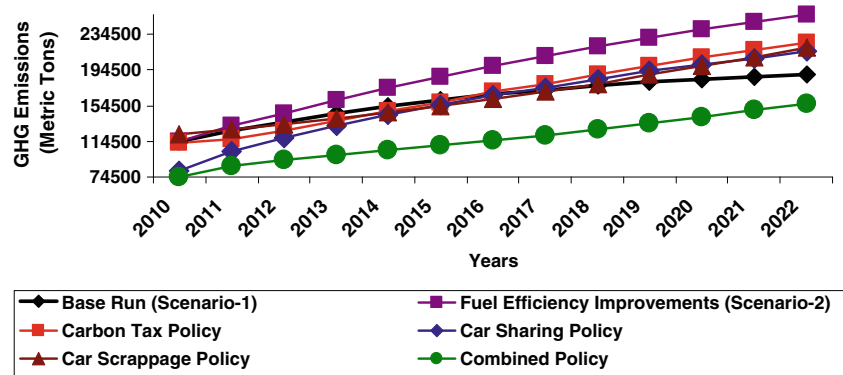 GHG Emissions
(Metric Tons)
234500
194500
154500
114500
74500
2010
2011
2012
2013
2014
2015
2016
2017
2018
2019
2020
2021
2022
Years
Base Run (Scenario-1)
Fuel Efficiency Improvements (Scenario-2)
Carbon Tax Policy
Car Sharing Policy
Car Scrappage Policy
Combined Policy